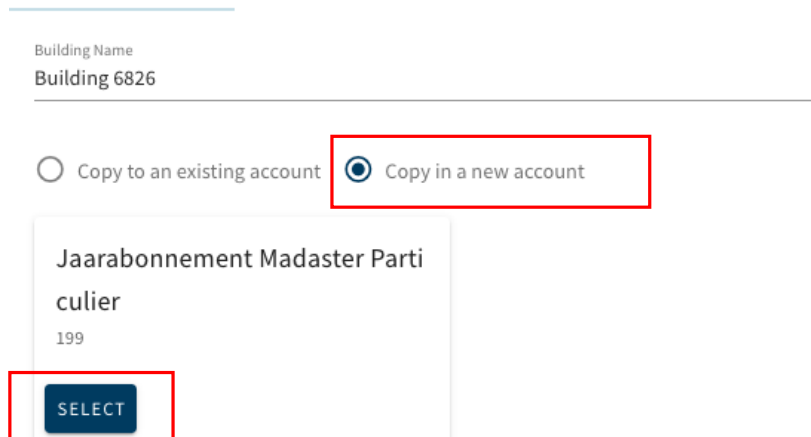 Building Name
Building 6826
Copy to an existing account Copy in a new account
Jaarabonnement Madaster Parti
culier
199
SELECT